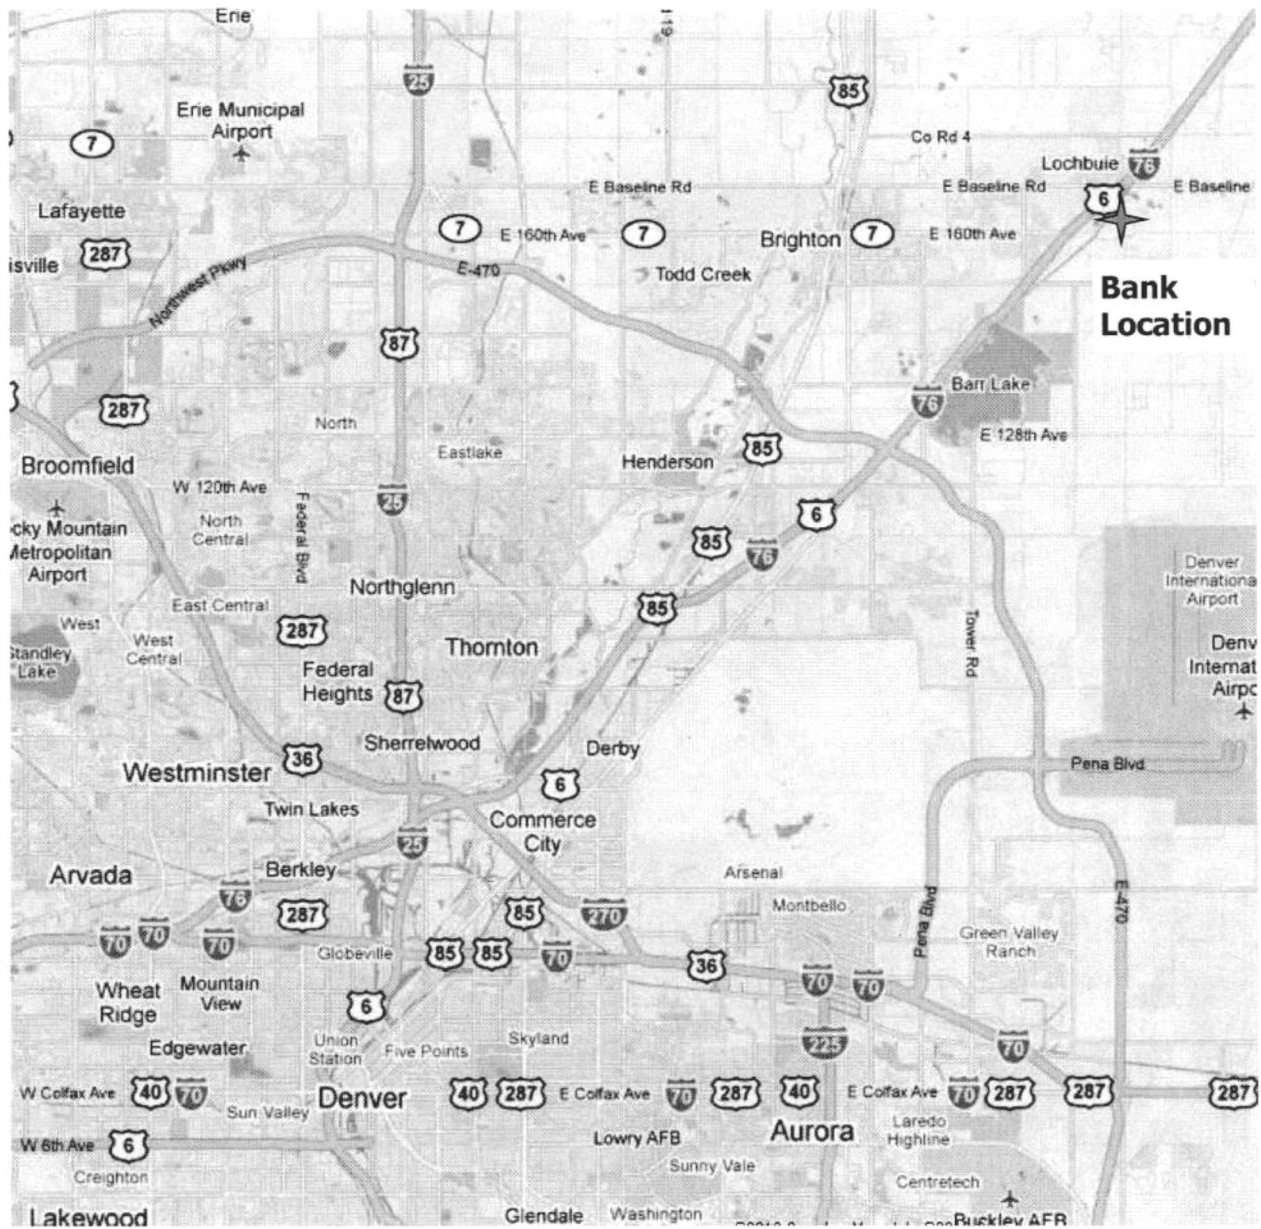 Erie
25
85
Erie Municipal
Airport
7
Co Rd 4
Lochbuie
76
E Baseline Rd
E Baseline Rd
E Baseline
6
Lafayette
7
E 160th Ave
7
Brighton
7
E 160th Ave
287
isville
Northwest Pkwy
E-470
Todd Creek
Bank
Location
87
Barr Lake
76
287
North
Eastlake
Henderson
85
E 128th Ave
Broomfield
W 120th Ave
25
Federal Blvd
North
Central
6
cky Mountain
Metropolitan
Airport
85
76
Denver
Internationa
Airport
Northglenn
East Central
85
West
287
West
Central
Thornton
Tower Rd
Standley
Lake
Federal
Heights
87
Denv
Internat
Airpo
Sherrelwood
Derby
36
Westminster
6
Pena Blvd
Twin Lakes
Commerce
City
25
Arvada
Berkley
Arsenal
76
287
85
270
Montbello
Pena Blvd
E-470
Green Valley
Ranch
70
70
70
Globeville
85
85
70
36
70
70
Wheat
Ridge
Mountain
View
6
Edgewater
Union
Station
Five Points
Skyland
225
70
W Colfax Ave
40
70
Sun Valley
Denver
40
287
E Colfax Ave
70
287
40
E Colfax Ave
70
287
287
287
W 6th Ave
6
Lowry AFB
Aurora
Laredo
Highline
Creighton
Sunny Vale
Centretech
Lakewood
Glendale
Washington
Buckley AFB